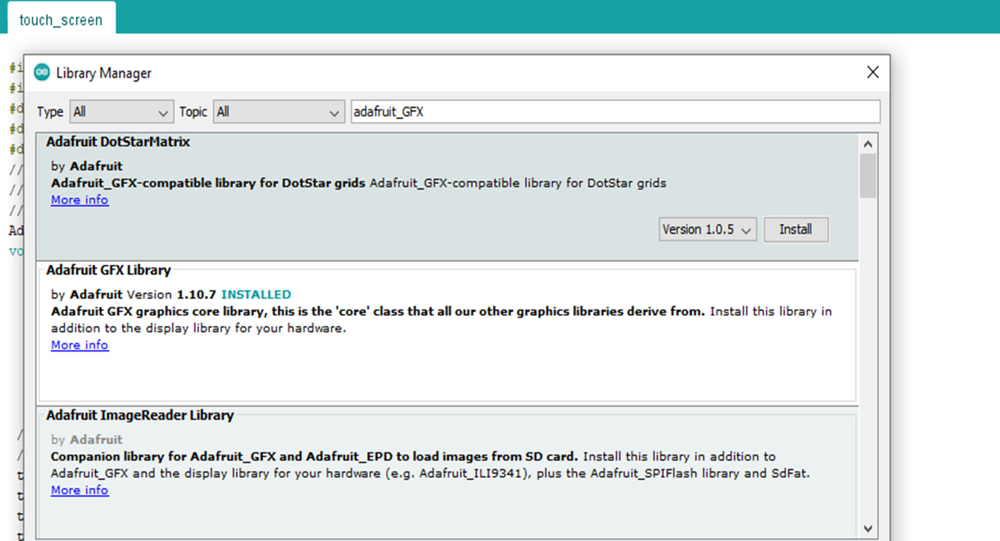 touch_screen
#i
#i
#d
#d
#d
//
//
//
Ad
vo
/
/
t
t
t
t
Library Manager
Type All Topic All adafruit_GFX
Adafruit DotStarMatrix
by Adafruit
Adafruit_GFX-compatible library for DotStar grids Adafruit_GFX-compatible library for DotStar grids
More info
Version 1.0.5 Install
Adafruit GFX Library
by Adafruit Version 1.10.7 INSTALLED
Adafruit GFX graphics core library, this is the 'core' class that all our other graphics libraries derive from. Install this library in
addition to the display library for your hardware.
More info
Adafruit ImageReader Library
by Adafruit
Companion library for Adafruit_GFX and Adafruit_EPD to load images from SD card. Install this library in addition to
Adafruit_GFX and the display library for your hardware (e.g. Adafruit_ILI9341), plus the Adafruit_SPIFlash library and SdFat.
More info